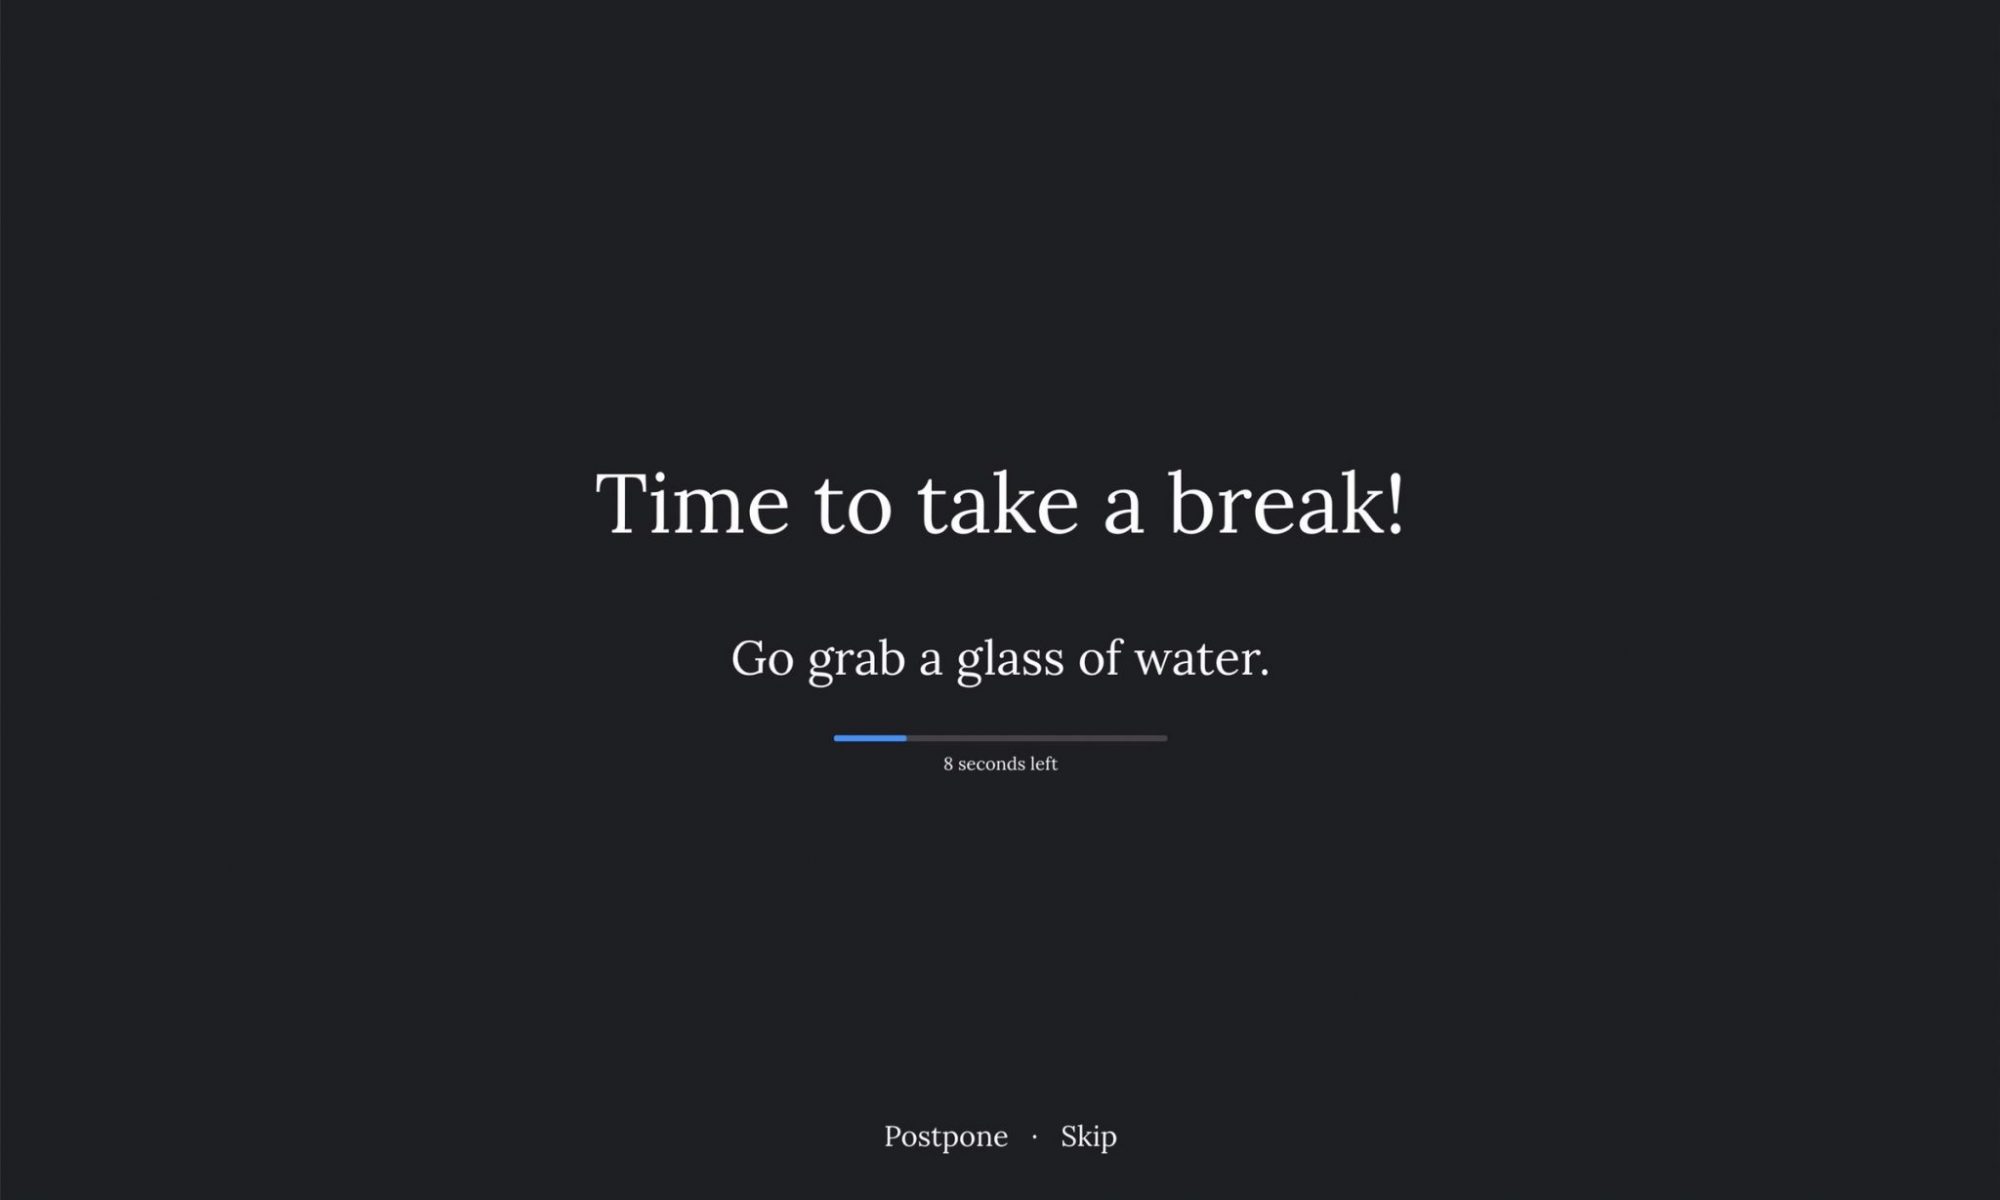 Time to take a break!
Go grab a glass of water.
8 seconds left
Postpone · Skip